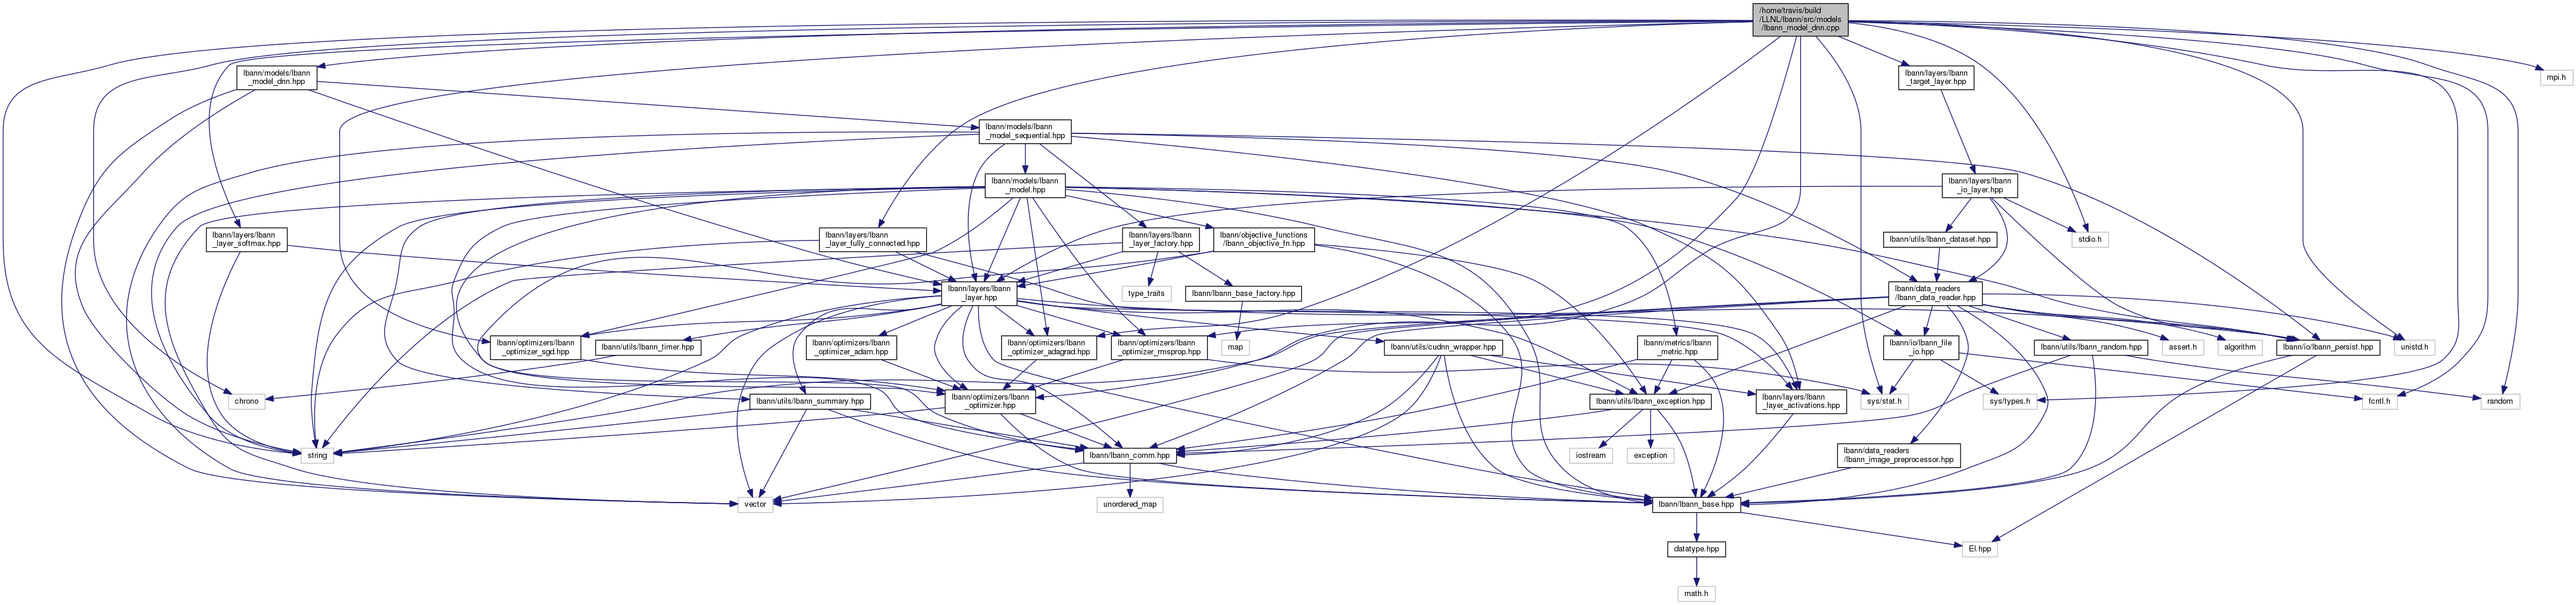 /home/travis/build
/LLNL/lbann/src/models
/lbann_model_dnn.cpp
lbann/models/lbann
_model_dnn.hpp
lbann/layers/lbann
_target_layer.hpp
mpi.h
lbann/models/lbann
_model_sequential.hpp
lbann/models/lbann
_model.hpp
lbann/layers/lbann
_io_layer.hpp
lbann/layers/lbann
_layer_softmax.hpp
lbann/layers/lbann
_layer_fully_connected.hpp
lbann/layers/lbann
_layer_factory.hpp
lbann/objective_functions
/lbann_objective_fn.hpp
lbann/utils/lbann_dataset.hpp
stdio.h
lbann/layers/lbann
_layer.hpp
type_traits
lbann/lbann_base_factory.hpp
lbann/data_readers
/lbann_data_reader.hpp
lbann/optimizers/lbann
_optimizer_sgd.hpp
lbann/utils/lbann_timer.hpp
lbann/optimizers/lbann
_optimizer_adam.hpp
lbann/optimizers/lbann
_optimizer_adagrad.hpp
lbann/optimizers/lbann
_optimizer_rmsprop.hpp
map
lbann/utils/cudnn_wrapper.hpp
lbann/metrics/lbann
_metric.hpp
lbann/io/lbann_file
_io.hpp
lbann/utils/lbann_random.hpp
assert.h
algorithm
lbann/io/lbann_persist.hpp
unistd.h
chrono
lbann/utils/lbann_summary.hpp
lbann/optimizers/lbann
_optimizer.hpp
lbann/utils/lbann_exception.hpp
lbann/layers/lbann
_layer_activations.hpp
sys/stat.h
sys/types.h
fcntl.h
random
string
lbann/lbann_comm.hpp
iostream
exception
lbann/data_readers
/lbann_image_preprocessor.hpp
vector
unordered_map
lbann/lbann_base.hpp
datatype.hpp
El.hpp
math.h